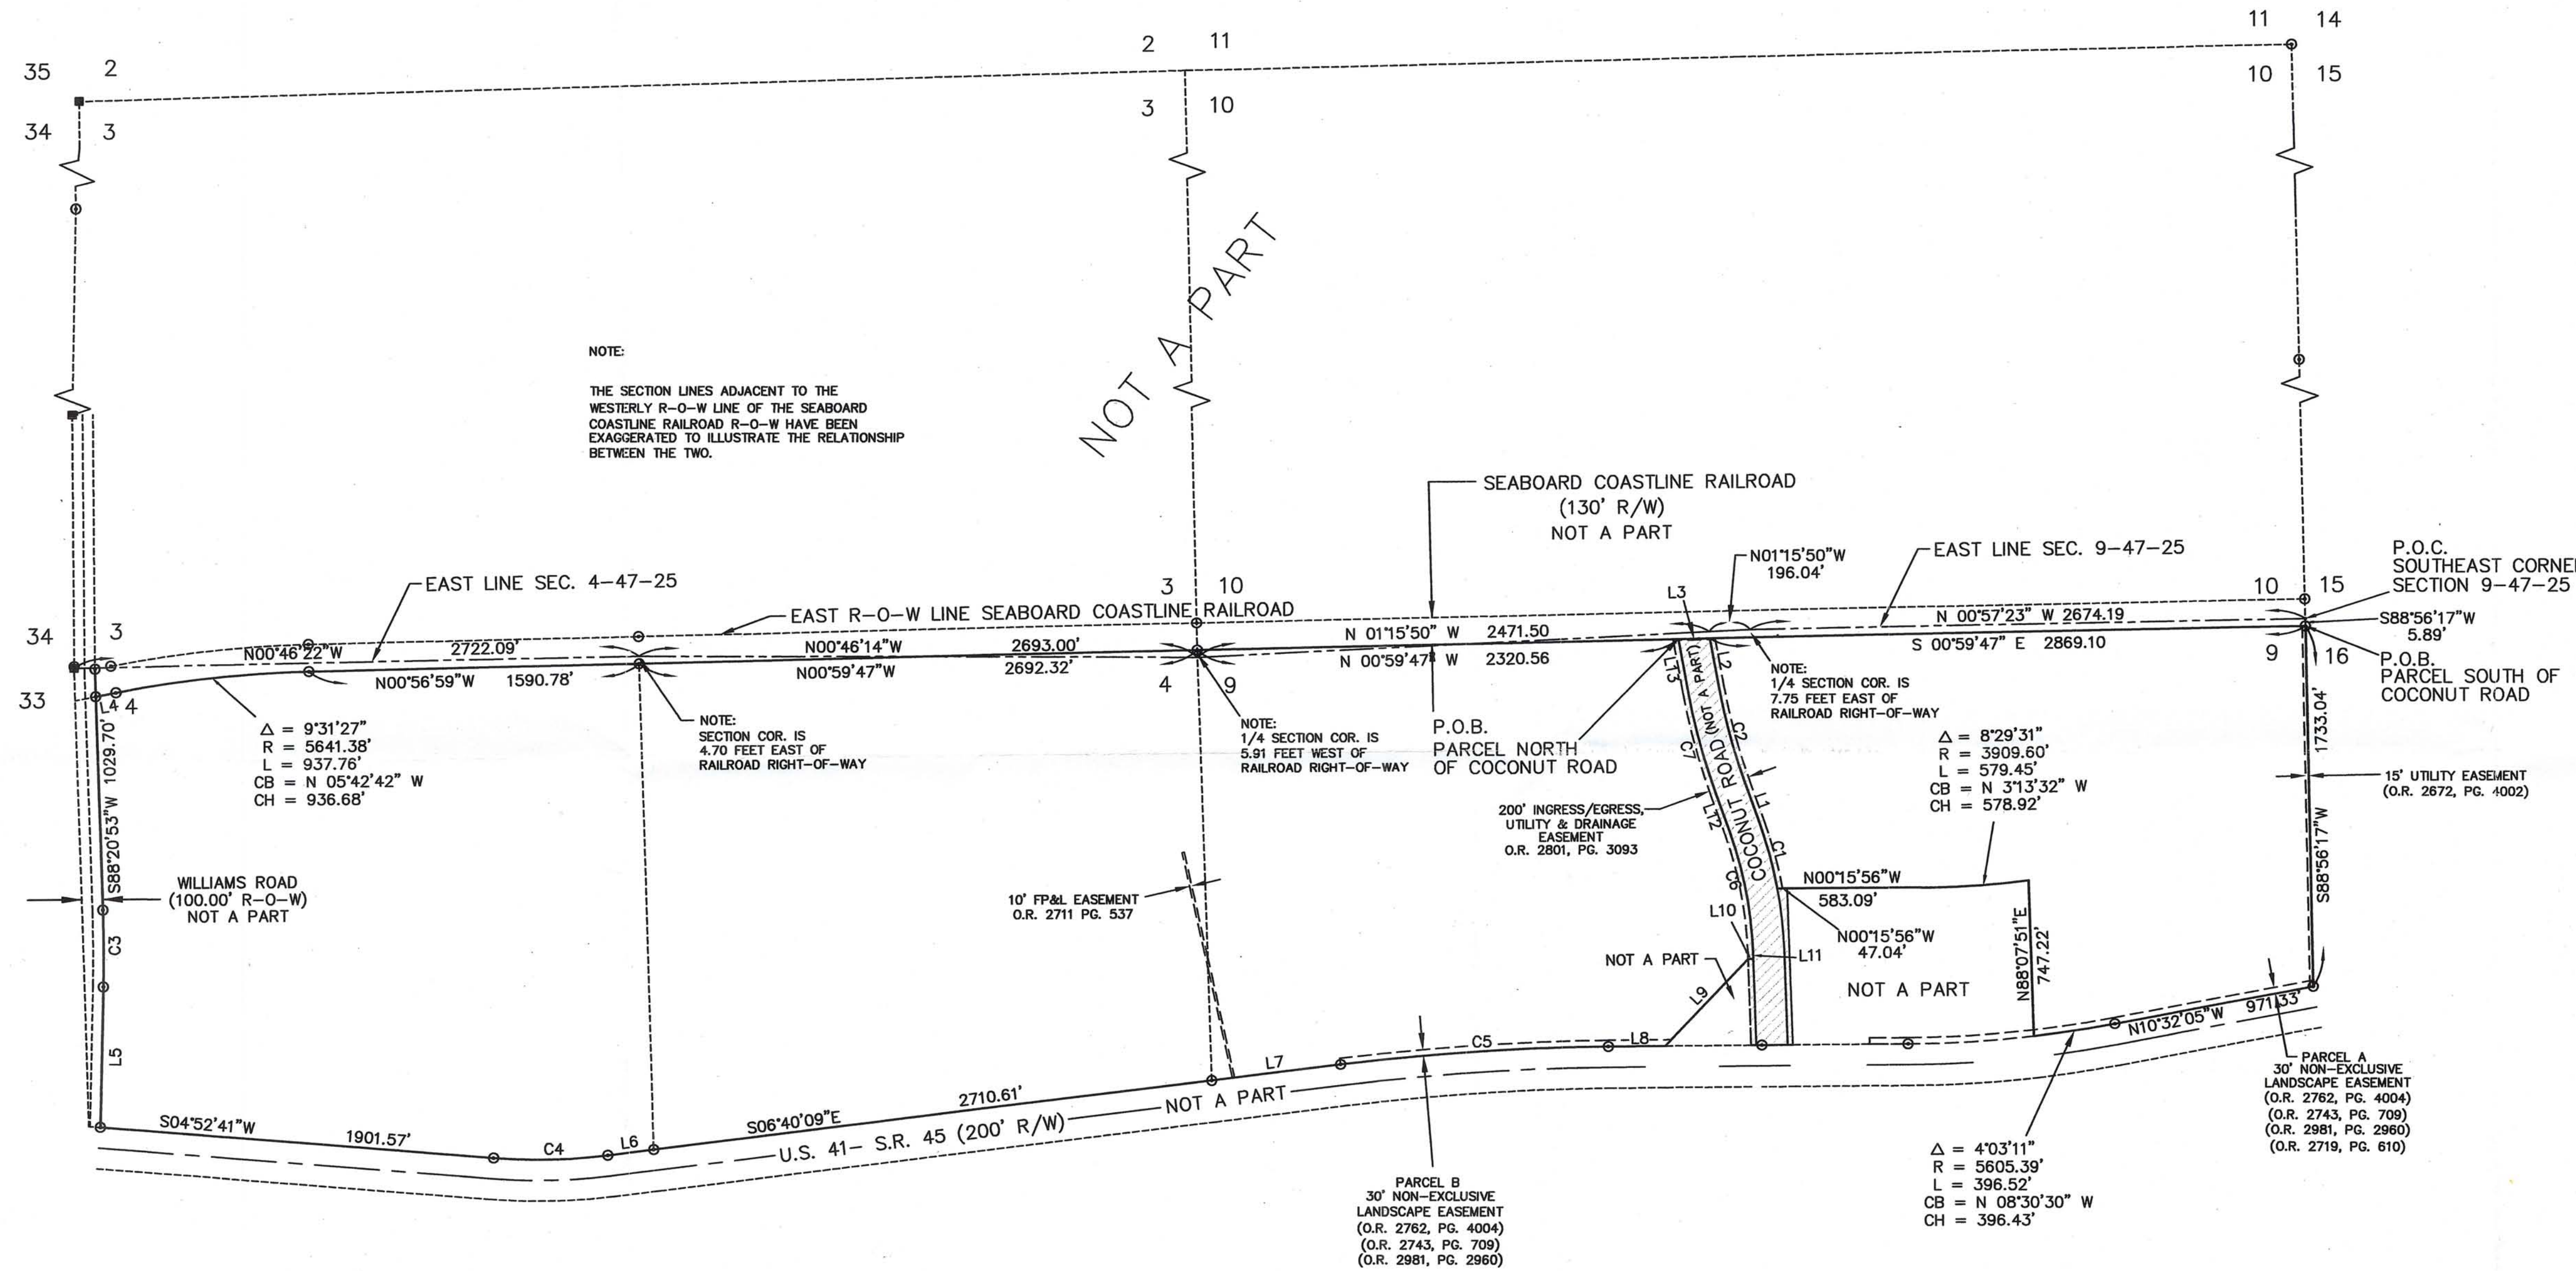 11 14
10 15
2 11
3 10
35 2
34 3
NOT A PART
NOTE:
THE SECTION LINES ADJACENT TO THE
WESTERLY R-O-W LINE OF THE SEABOARD
COASTLINE RAILROAD R-O-W HAVE BEEN
EXAGGERATED TO ILLUSTRATE THE RELATIONSHIP
BETWEEN THE TWO.
SEABOARD COASTLINE RAILROAD
(130' R/W)
NOT A PART
N01°15'50"W
196.04'
EAST LINE SEC. 9-47-25
P.O.C.
SOUTHEAST CORNE
SECTION 9-47-25
EAST LINE SEC. 4-47-25
3 10
10 15
EAST R-O-W LINE SEABOARD COASTLINE RAILROAD
L3
N 00°57'23" W 2674.19
S88°56'17"W
5.89'
34 3
N00°46'22"W 2722.09'
N00°46'14"W 2693.00'
N 01°15'50" W 2471.50
S 00°59'47" E 2869.10
N00°56'59"W 1590.78'
N00°59'47"W 2692.32'
N 00°59'47" W 2320.56
9 16
4 9
33 L4 4
P.O.B.
PARCEL SOUTH OF
COCONUT ROAD
NOTE:
SECTION COR. IS
4.70 FEET EAST OF
RAILROAD RIGHT-OF-WAY
NOTE:
1/4 SECTION COR. IS
5.91 FEET WEST OF
RAILROAD RIGHT-OF-WAY
P.O.B.
PARCEL NORTH
OF COCONUT ROAD
NOTE:
1/4 SECTION COR. IS
7.75 FEET EAST OF
RAILROAD RIGHT-OF-WAY
Δ = 9°31'27"
R = 5641.38'
L = 937.76'
CB = N 05°42'42" W
CH = 936.68'
Δ = 8°29'31"
R = 3909.60'
L = 579.45'
CB = N 3°13'32" W
CH = 578.92'
S88°20'53"W 1029.70'
C3
L5
WILLIAMS ROAD
(100.00' R-O-W)
NOT A PART
L13
L2
C7
C2
L12
L1
C6
C1
COCONUT ROAD (NOT A PART)
200' INGRESS/EGRESS,
UTILITY & DRAINAGE
EASEMENT
O.R. 2801, PG. 3093
1733.04'
S88°56'17"W
15' UTILITY EASEMENT
(O.R. 2672, PG. 4002)
10' FP&L EASEMENT
O.R. 2711 PG. 537
N00°15'56"W
583.09'
L10
N00°15'56"W
47.04'
L11
NOT A PART
NOT A PART
N88°07'51"E
747.22'
L9
N10°32'05"W 971.33'
C5
L8
L7
S04°52'41"W 1901.57'
C4
L6
S06°40'09"E 2710.61'
U.S. 41- S.R. 45 (200' R/W)
NOT A PART
PARCEL A
30' NON-EXCLUSIVE
LANDSCAPE EASEMENT
(O.R. 2762, PG. 4004)
(O.R. 2743, PG. 709)
(O.R. 2981, PG. 2960)
(O.R. 2719, PG. 610)
Δ = 4°03'11"
R = 5605.39'
L = 396.52'
CB = N 08°30'30" W
CH = 396.43'
PARCEL B
30' NON-EXCLUSIVE
LANDSCAPE EASEMENT
(O.R. 2762, PG. 4004)
(O.R. 2743, PG. 709)
(O.R. 2981, PG. 2960)